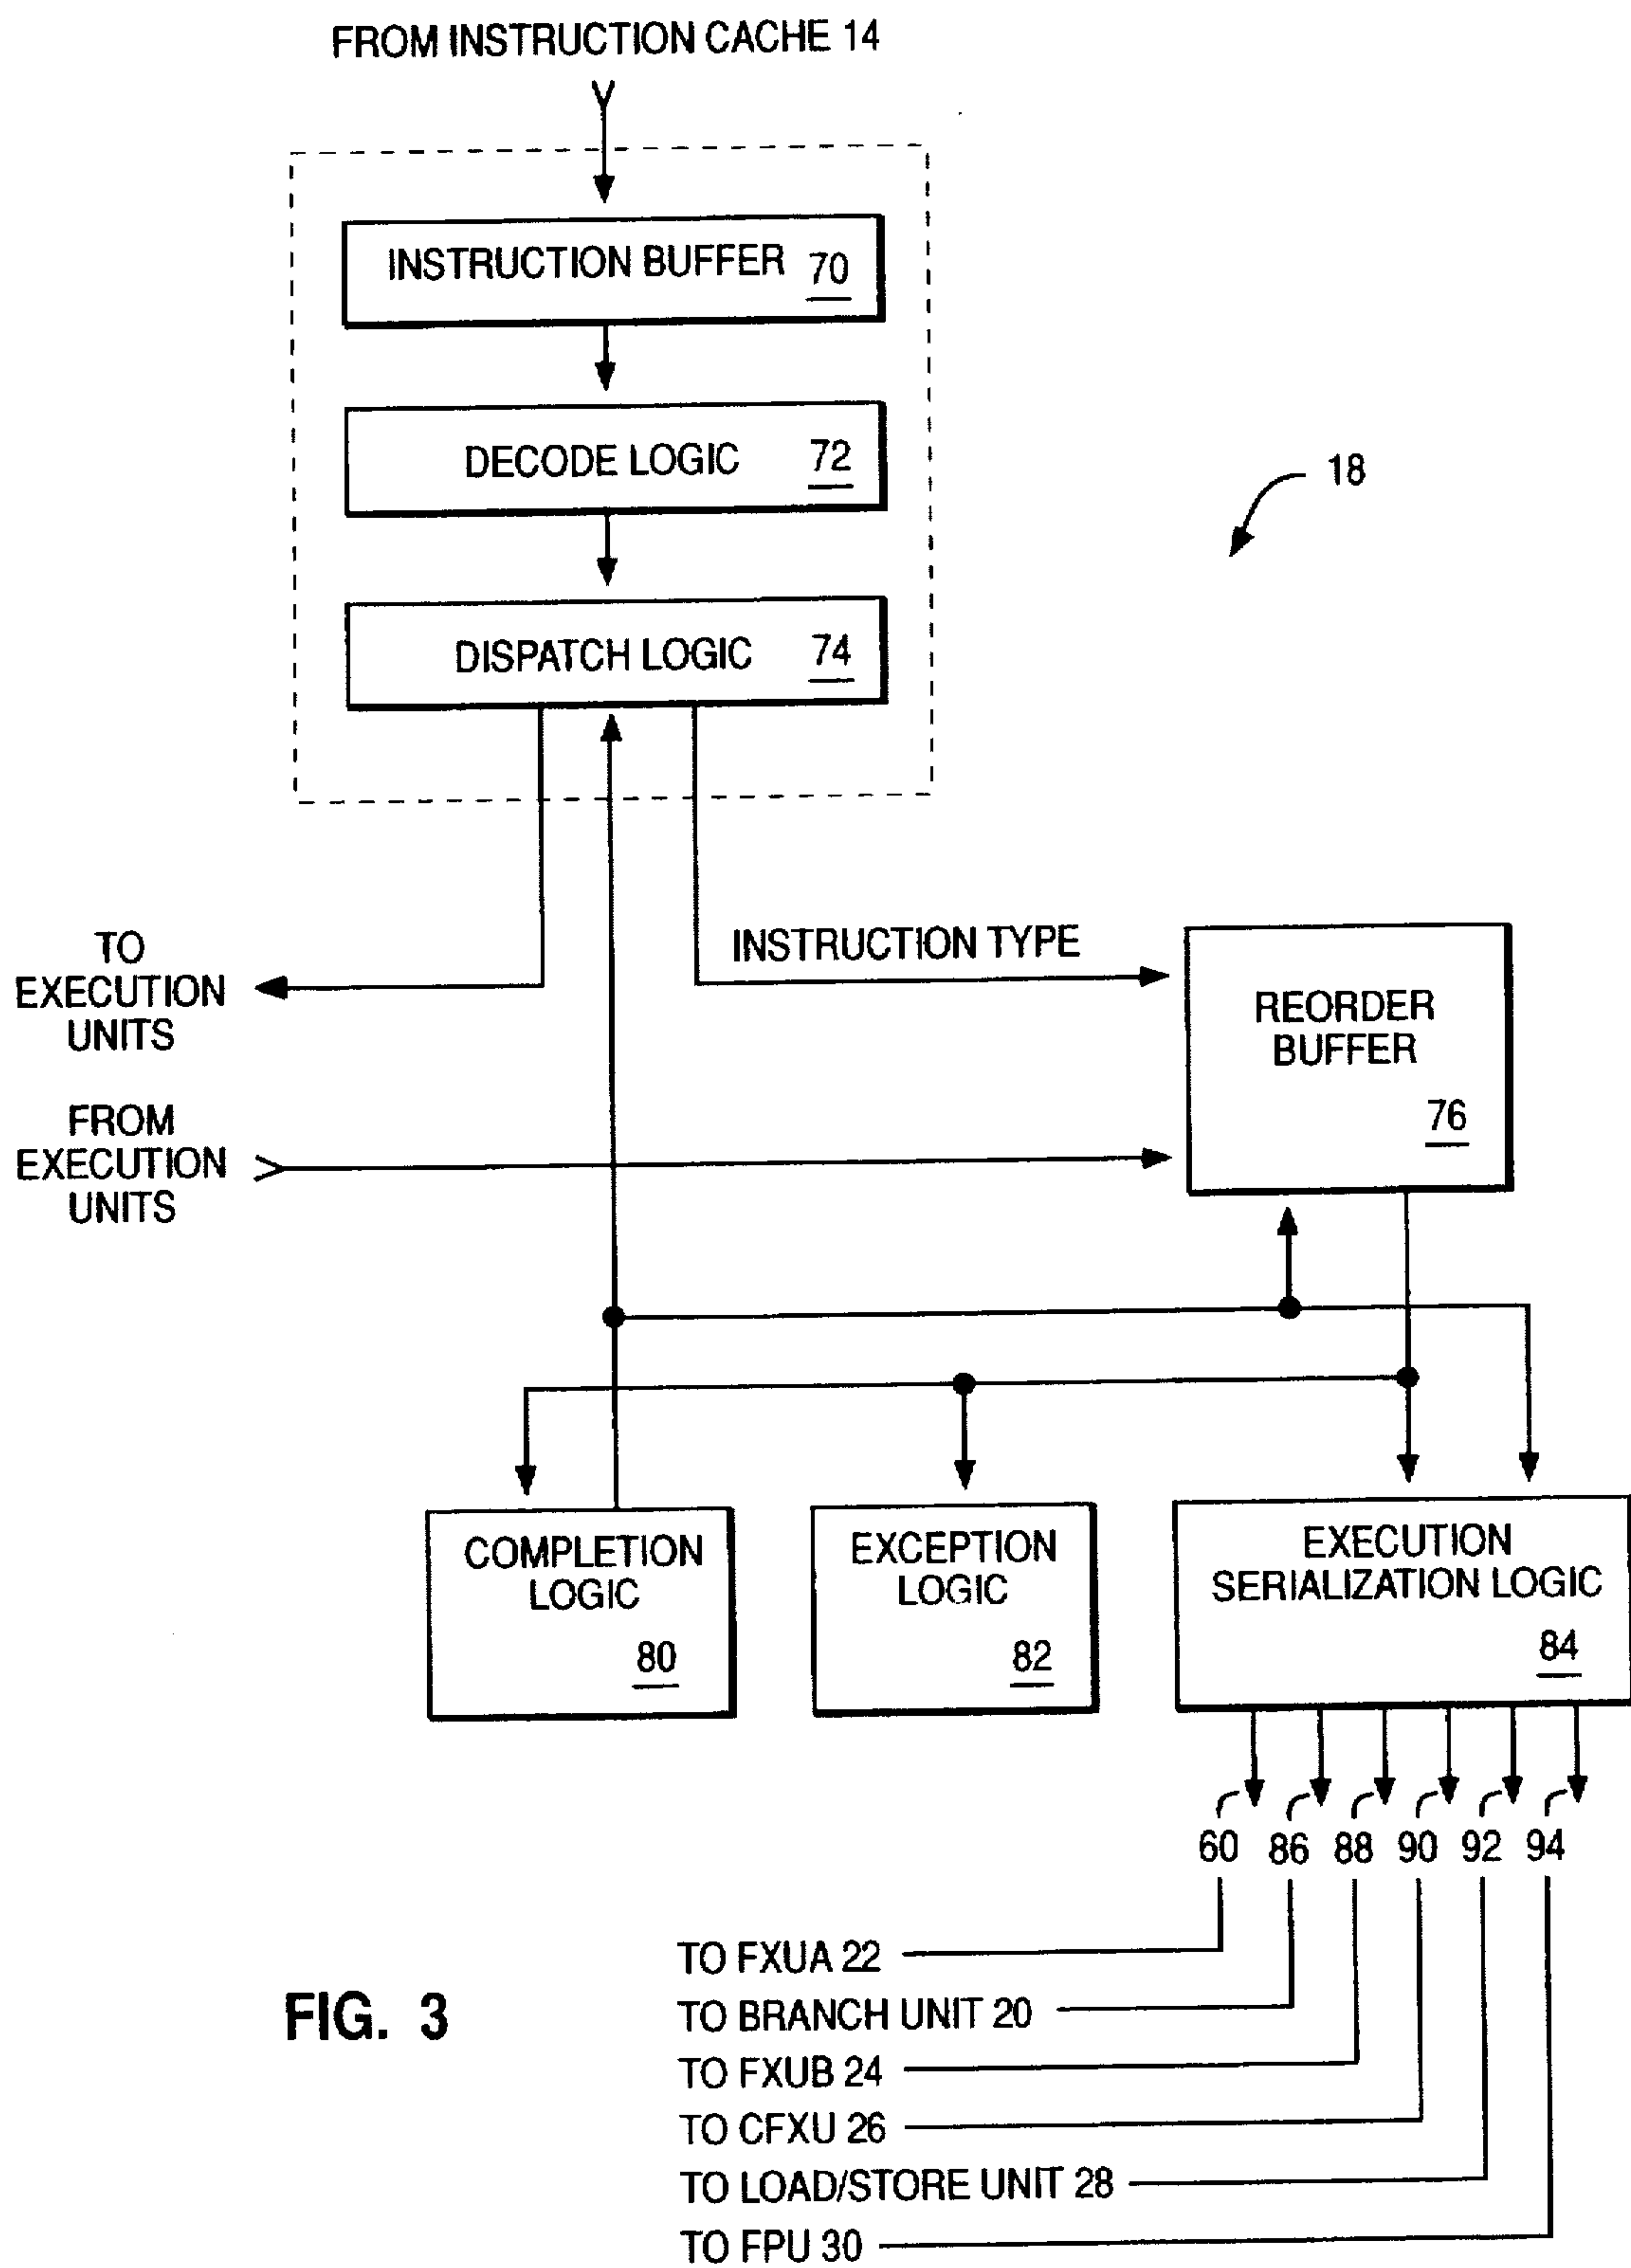 FROM INSTRUCTION CACHE 14
INSTRUCTION BUFFER 70
DECODE LOGIC 72
18
DISPATCH LOGIC 74
TO
EXECUTION
UNITS
INSTRUCTION TYPE
REORDER
BUFFER
76
FROM
EXECUTION
UNITS
COMPLETION
LOGIC
80
EXCEPTION
LOGIC
82
EXECUTION
SERIALIZATION LOGIC
84
60 86 88 90 92 94
TO FXUA 22
TO BRANCH UNIT 20
TO FXUB 24
TO CFXU 26
TO LOAD/STORE UNIT 28
TO FPU 30
FIG. 3